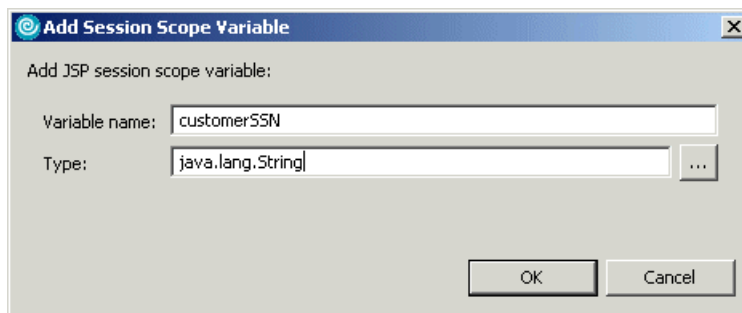 Add Session Scope Variable
Add JSP session scope variable:
Variable name: customerSSN
Type: java.lang.String ...
OK Cancel